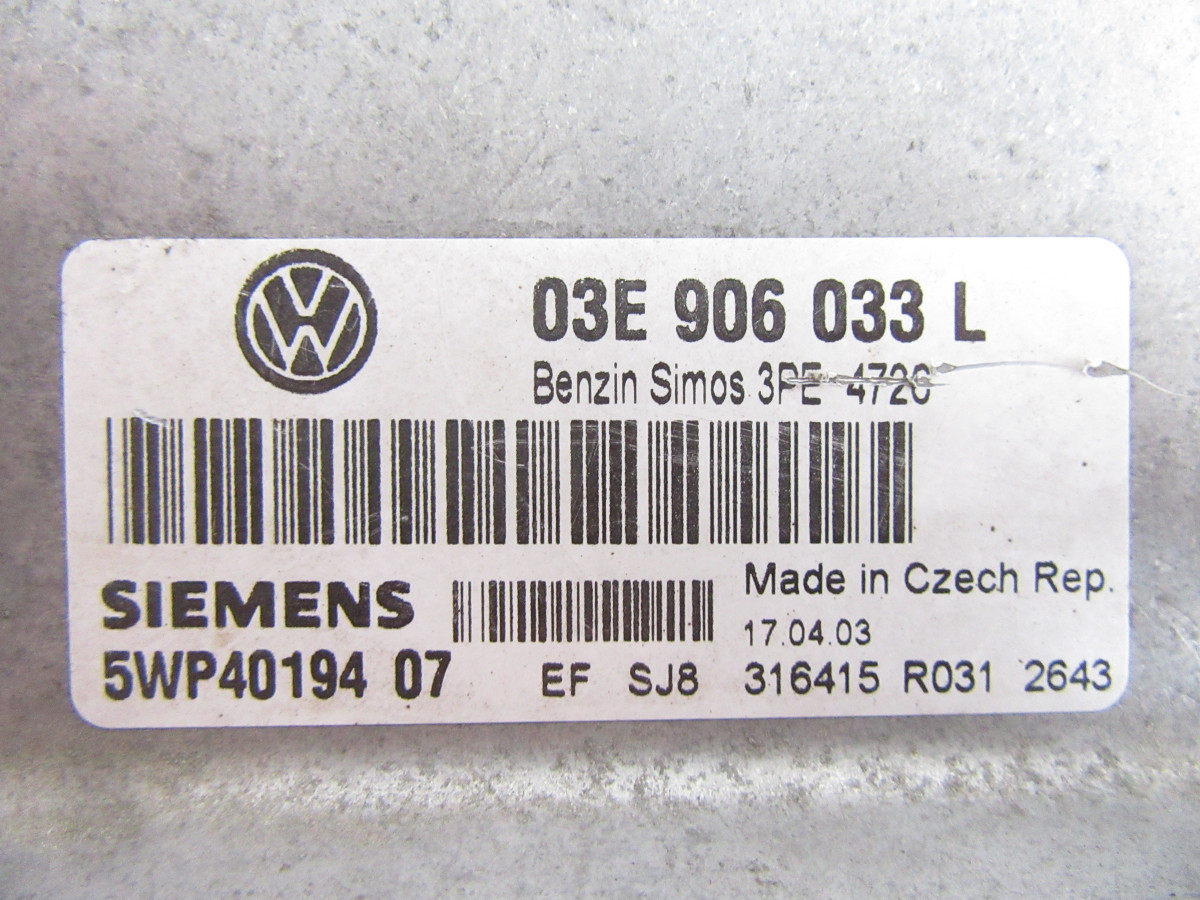 03E 906 033 L
Benzin Simos 3PE
SIEMENS
Made in Czech Rep.
17.04.03
5WP40194 07 EF SJ8 316415 R031 2643